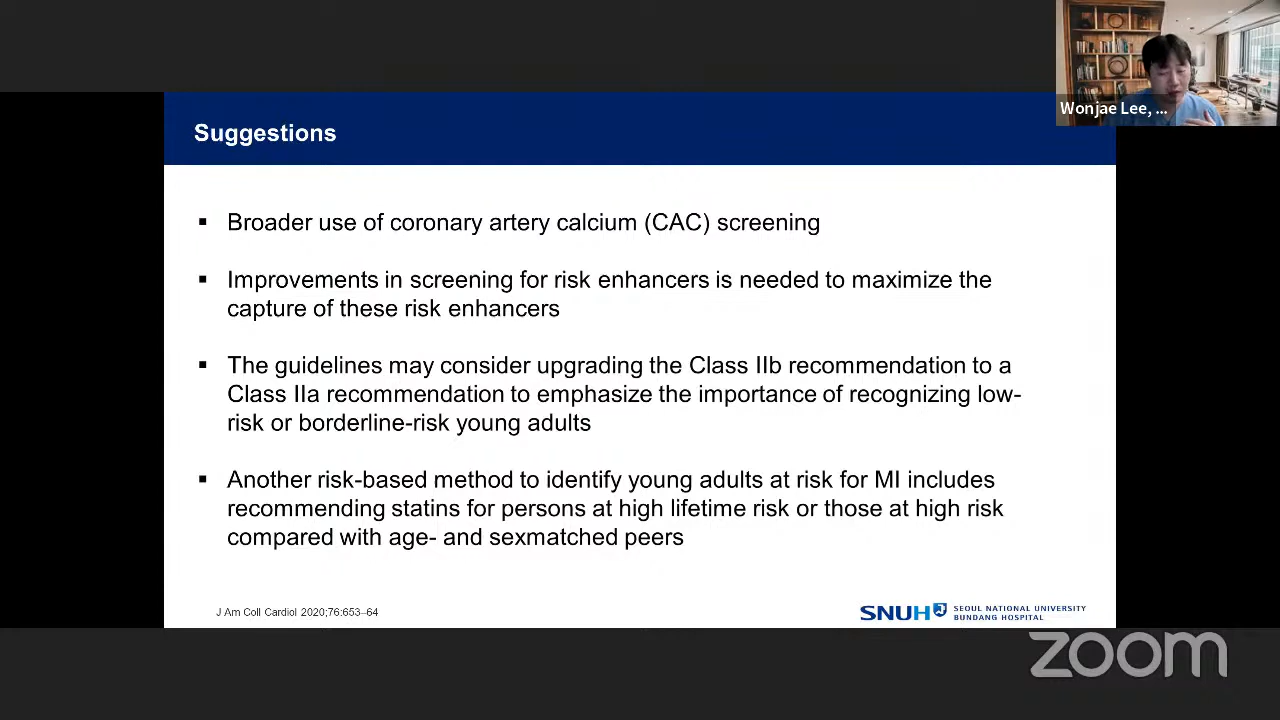 Wonjae Lee, ...
Suggestions
▪ Broader use of coronary artery calcium (CAC) screening
▪ Improvements in screening for risk enhancers is needed to maximize the
capture of these risk enhancers
▪ The guidelines may consider upgrading the Class IIb recommendation to a
Class IIa recommendation to emphasize the importance of recognizing low-
risk or borderline-risk young adults
▪ Another risk-based method to identify young adults at risk for MI includes
recommending statins for persons at high lifetime risk or those at high risk
compared with age- and sexmatched peers
J Am Coll Cardiol 2020;76:653–64
SNUH SEOUL NATIONAL UNIVERSITY
BUNDANG HOSPITAL
zoom